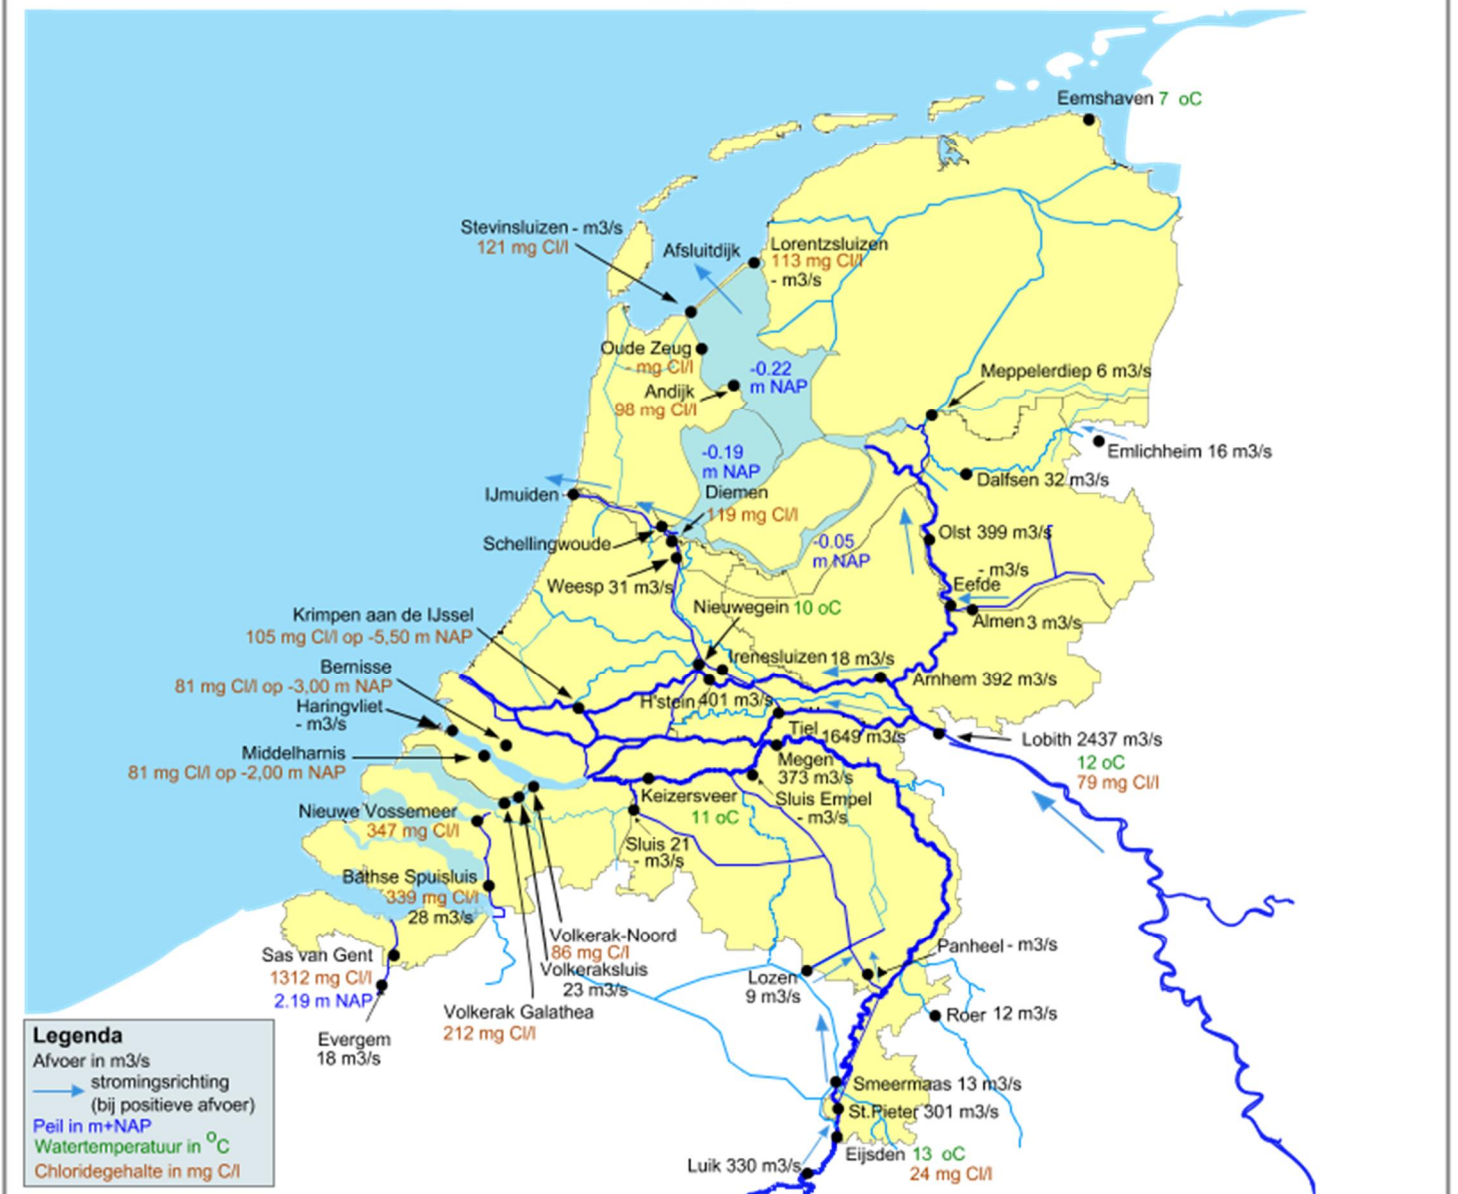 Eemshaven 7 oC
Stevinsluizen - m3/s
121 mg Cl/l
Afsluitdijk
Lorentzsluizen
113 mg Cl/l
- m3/s
Oude Zeug
- mg Cl/l
-0.22
m NAP
Andijk
98 mg Cl/l
Meppelerdiep 6 m3/s
Emlichheim 16 m3/s
-0.19
m NAP
Dalfsen 32 m3/s
IJmuiden
Diemen
119 mg Cl/l
Schellingwoude
Olst 399 m3/s
-0.05
m NAP
Weesp 31 m3/s
- m3/s
Eefde
Almen 3 m3/s
Nieuwegein 10 oC
Krimpen aan de IJssel
105 mg Cl/l op -5,50 m NAP
Irenesluizen 18 m3/s
Bernisse
81 mg Cl/l op -3,00 m NAP
Arnhem 392 m3/s
Haringvliet
- m3/s
H'stein 401 m3/s
Tiel 1649 m3/s
Lobith 2437 m3/s
12 oC
79 mg Cl/l
Middelharnis
81 mg Cl/l op -2,00 m NAP
Megen
373 m3/s
Keizersveer
11 oC
Sluis Empel
- m3/s
Nieuwe Vossemeer
347 mg Cl/l
Sluis 21
- m3/s
Bathse Spuisluis
339 mg Cl/l
28 m3/s
Volkerak-Noord
86 mg C/l
Panheel - m3/s
Sas van Gent
1312 mg Cl/l
2.19 m NAP
Volkeraksluis
23 m3/s
Lozen
9 m3/s
Volkerak Galathea
212 mg Cl/l
Roer 12 m3/s
Evergem
18 m3/s
Smeermaas 13 m3/s
St.Pieter 301 m3/s
Eijsden 13 oC
24 mg Cl/l
Luik 330 m3/s
Legenda
Afvoer in m3/s
stromingsrichting
(bij positieve afvoer)
Peil in m+NAP
Watertemperatuur in oC
Chloridegehalte in mg C/l